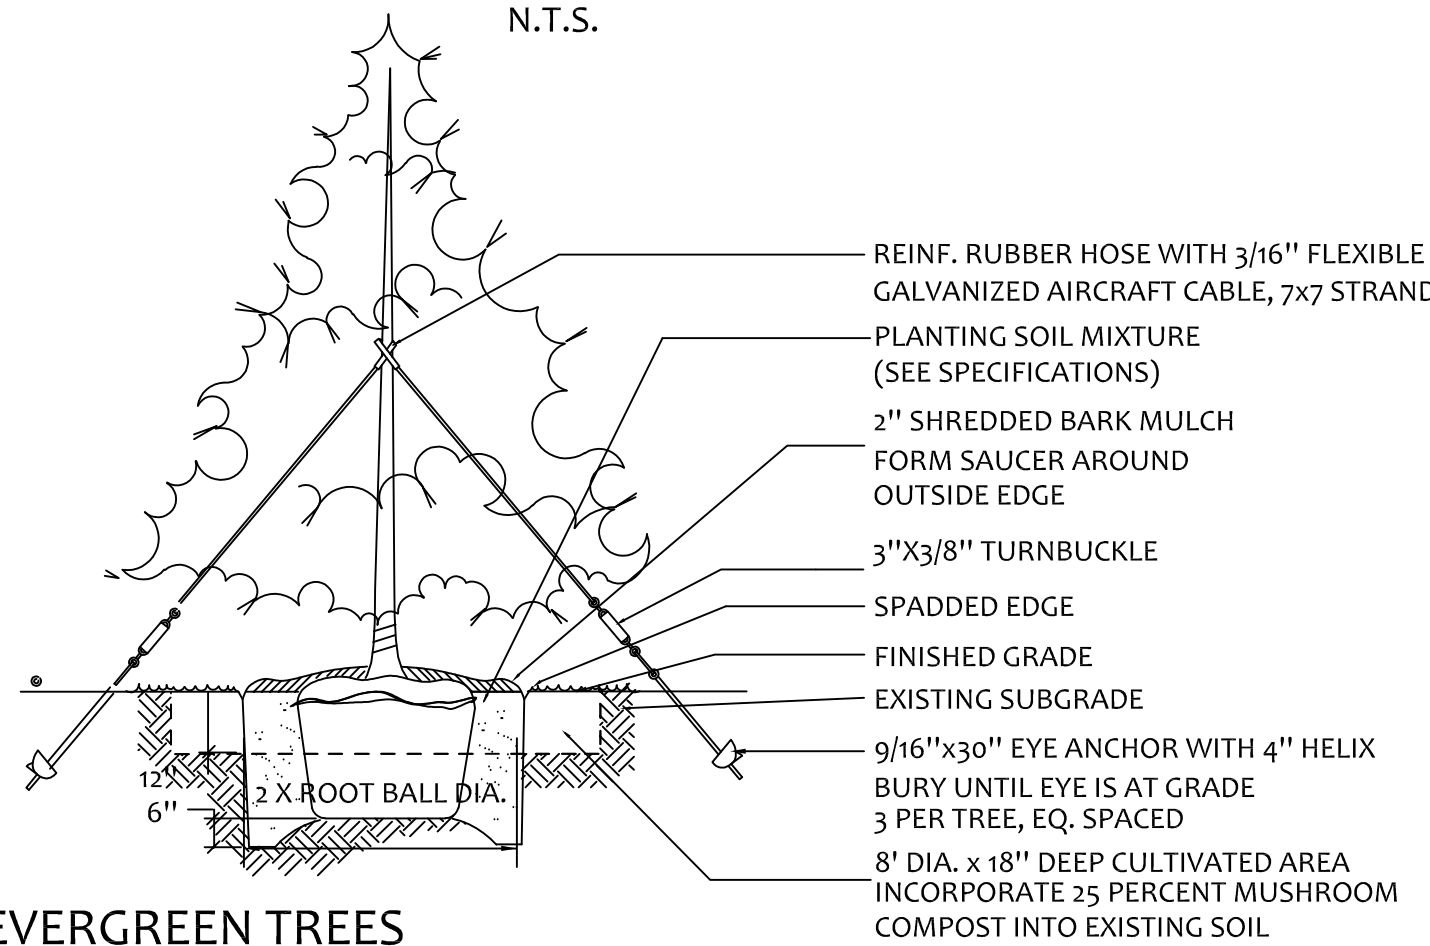 N.T.S.
REINF. RUBBER HOSE WITH 3/16" FLEXIBLE
GALVANIZED AIRCRAFT CABLE, 7x7 STRAND
PLANTING SOIL MIXTURE
(SEE SPECIFICATIONS)
2" SHREDDED BARK MULCH
FORM SAUCER AROUND
OUTSIDE EDGE
3"X3/8" TURNBUCKLE
SPADDED EDGE
FINISHED GRADE
EXISTING SUBGRADE
9/16"x30" EYE ANCHOR WITH 4" HELIX
BURY UNTIL EYE IS AT GRADE
3 PER TREE, EQ. SPACED
8' DIA. x 18" DEEP CULTIVATED AREA
INCORPORATE 25 PERCENT MUSHROOM
COMPOST INTO EXISTING SOIL
12"
2 X ROOT BALL DIA.
6"
EVERGREEN TREES